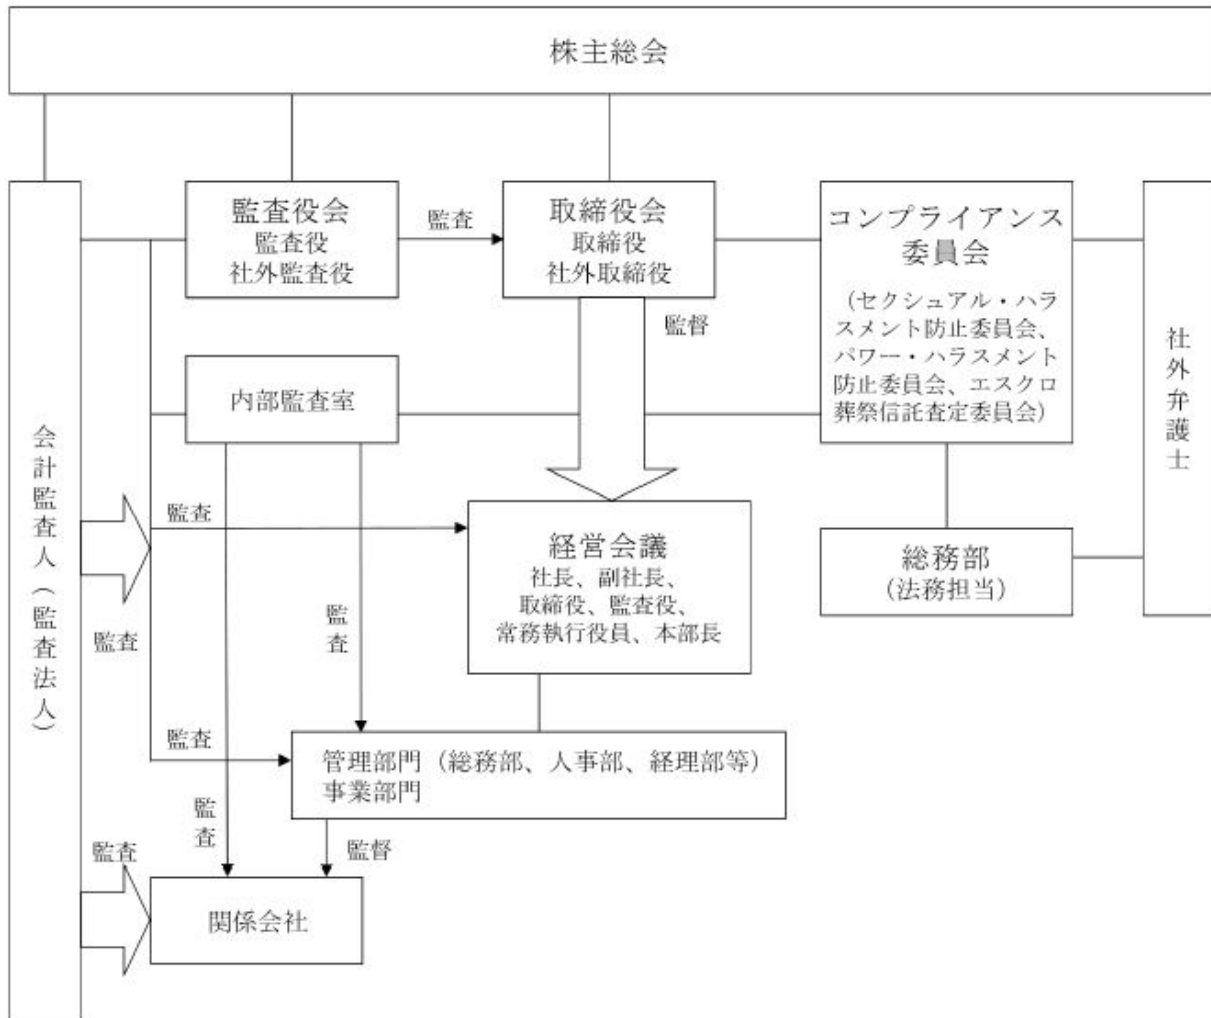 株主総会
監査役会
監査役
社外監査役
監査
取締役会
取締役
社外取締役
監督
コンプライアンス
委員会
（セクシュアル・ハラ
スメント防止委員会、
パワー・ハラスメント
防止委員会、エスクロ
葬祭信託査定委員会）
社外弁護士
内部監査室
会計監査人（監査法人）
監査
監査
経営会議
社長、副社長、
取締役、監査役、
常務執行役員、本部長
総務部
（法務担当）
監査
監査
管理部門（総務部、人事部、経理部等）
事業部門
監査
監督
監査
関係会社